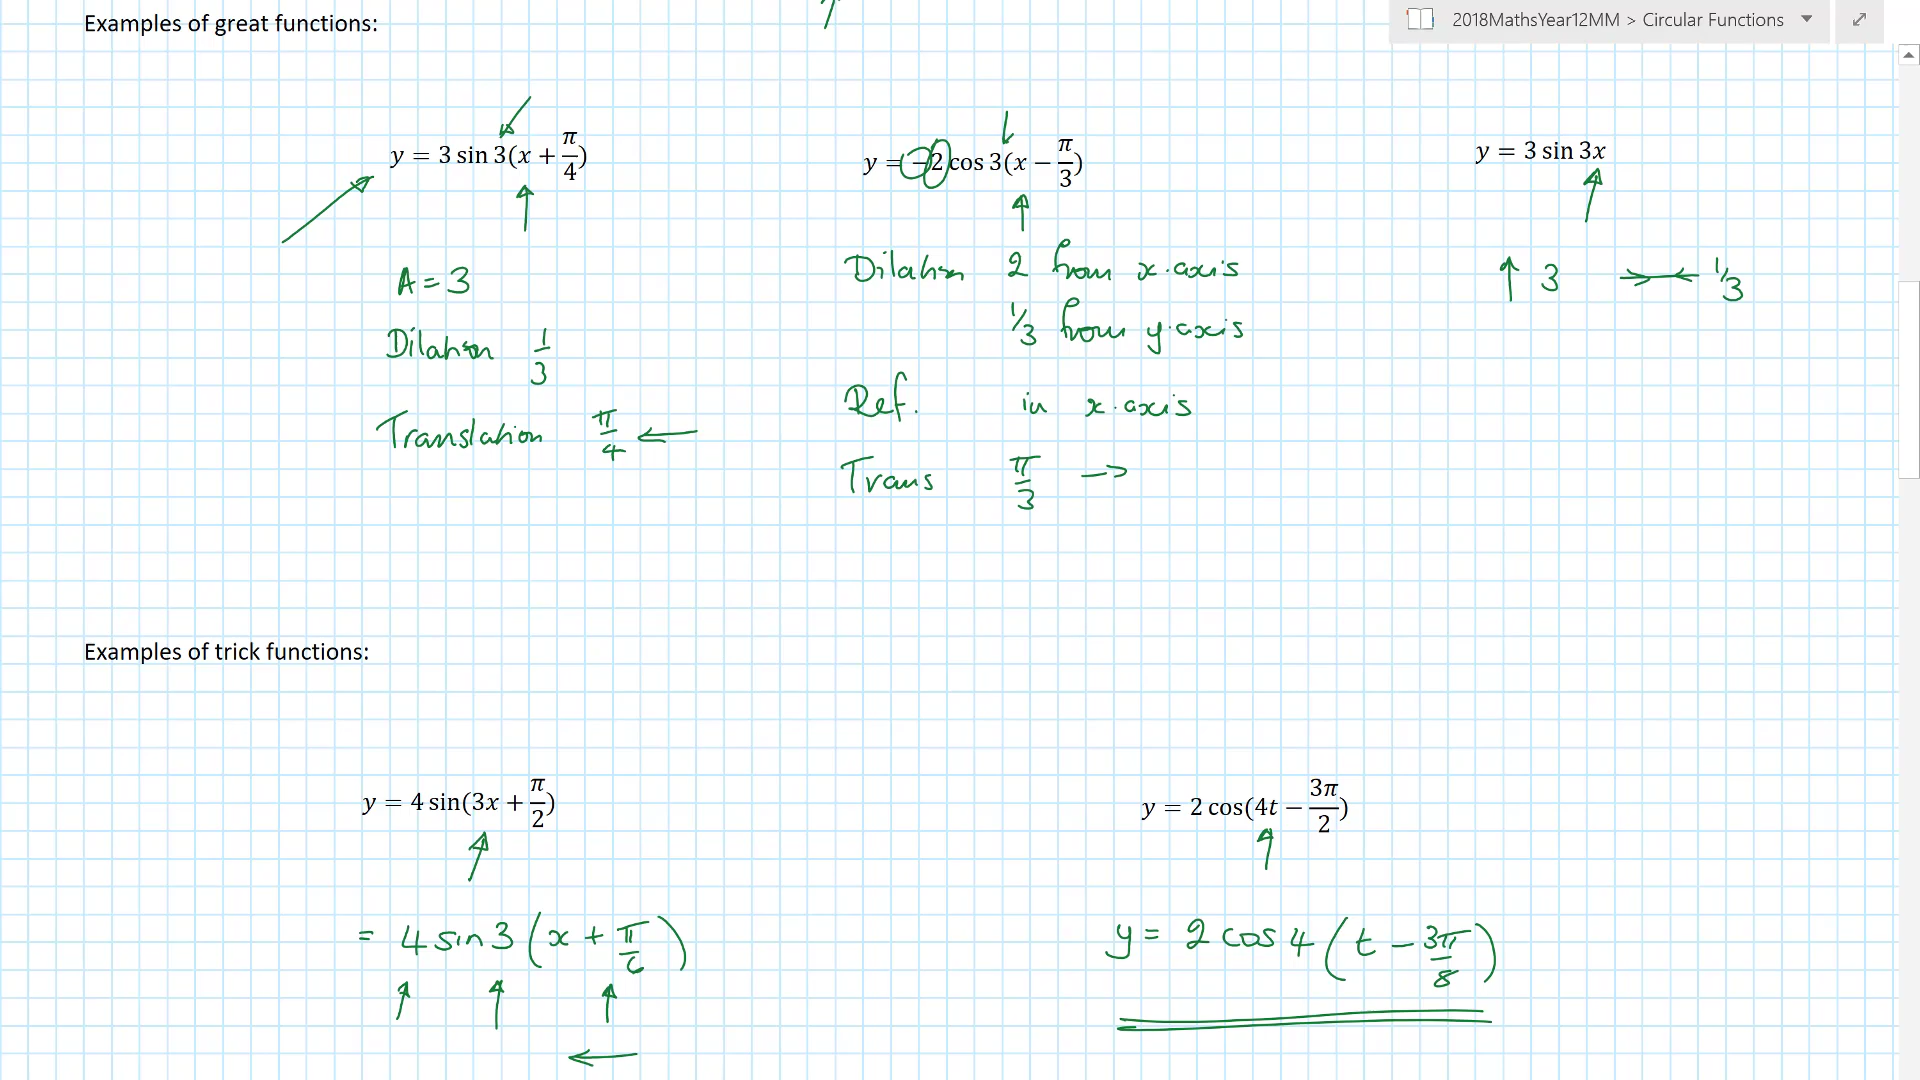 Examples of great functions:
2018MathsYear12MM > Circular Functions
y = 3 sin 3(x + π/4)
A = 3
Dilation 1/3
Translation π/4 ←
y = −2 cos 3(x − π/3)
Dilation 2 from x-axis
1/3 from y-axis
Ref. in x-axis
Trans π/3 →
y = 3 sin 3x
↑ 3 →← 1/3
Examples of trick functions:
y = 4 sin(3x + π/2)
= 4 sin 3 (x + π/6)
←
y = 2 cos(4t − 3π/2)
y = 2 cos 4 (t − 3π/8)